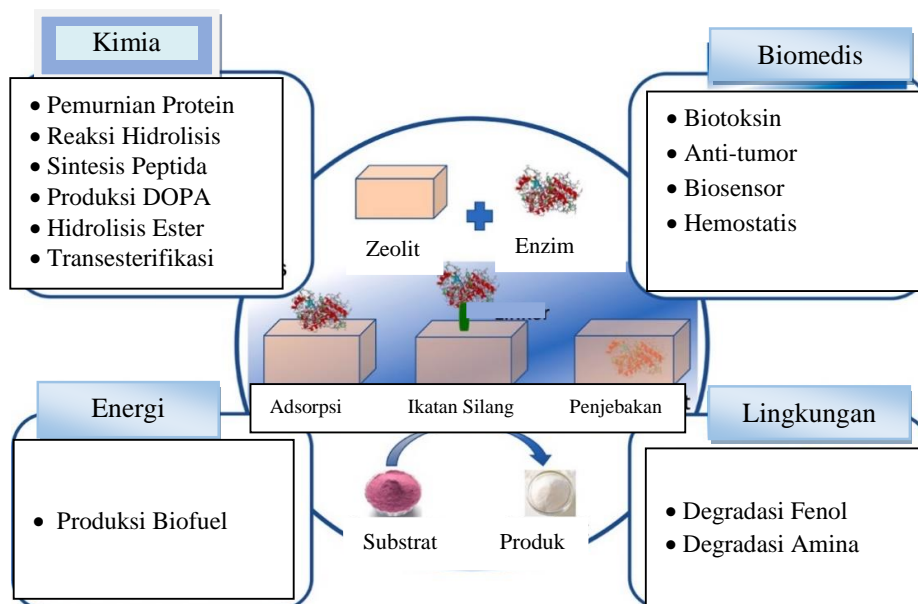 Kimia
• Pemurnian Protein
• Reaksi Hidrolisis
• Sintesis Peptida
• Produksi DOPA
• Hidrolisis Ester
• Transesterifikasi
Biomedis
• Biotoksin
• Anti-tumor
• Biosensor
• Hemostatis
Zeolit
Enzim
Adsorpsi
Ikatan Silang
Penjebakan
Energi
• Produksi Biofuel
Lingkungan
• Degradasi Fenol
• Degradasi Amina
Substrat
Produk